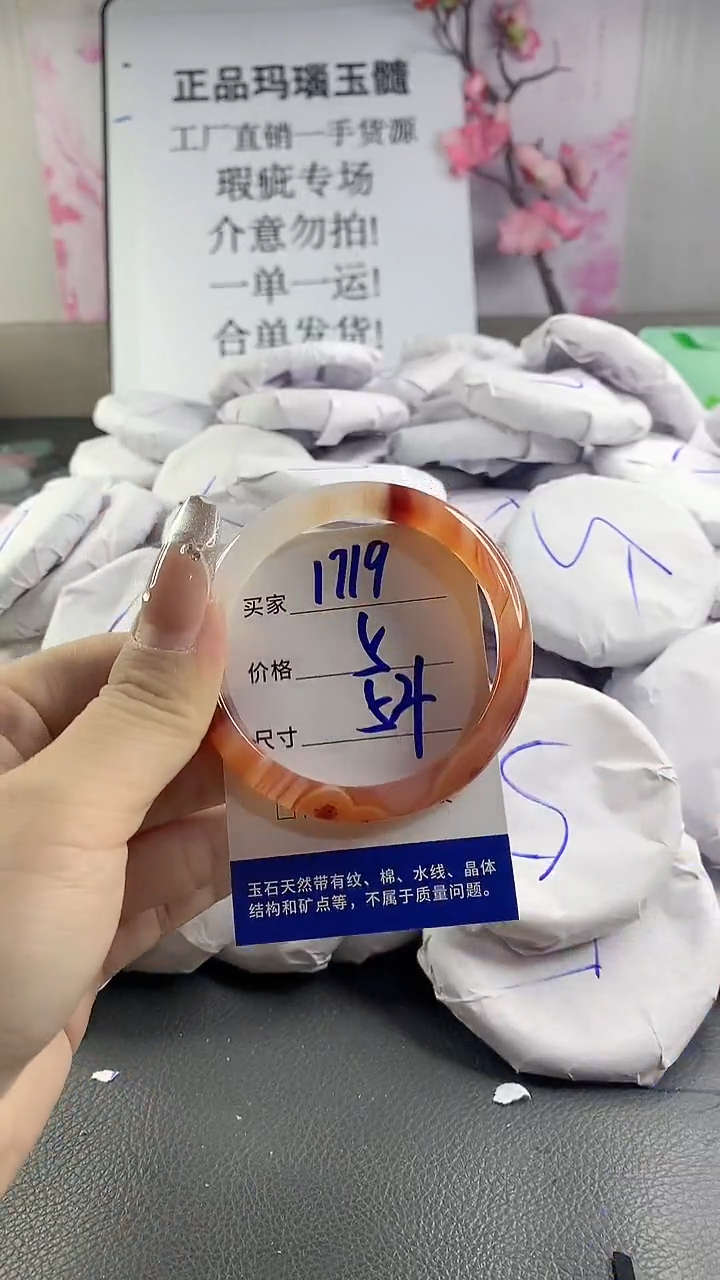 正品玛瑙玉髓
工厂直销一手货源
瑕疵专场
介意勿拍!
一单一运!
合单发货!
买家 1719
价格
尺寸 54
玉石天然带有纹、棉、水线、晶体
结构和矿点等，不属于质量问题。